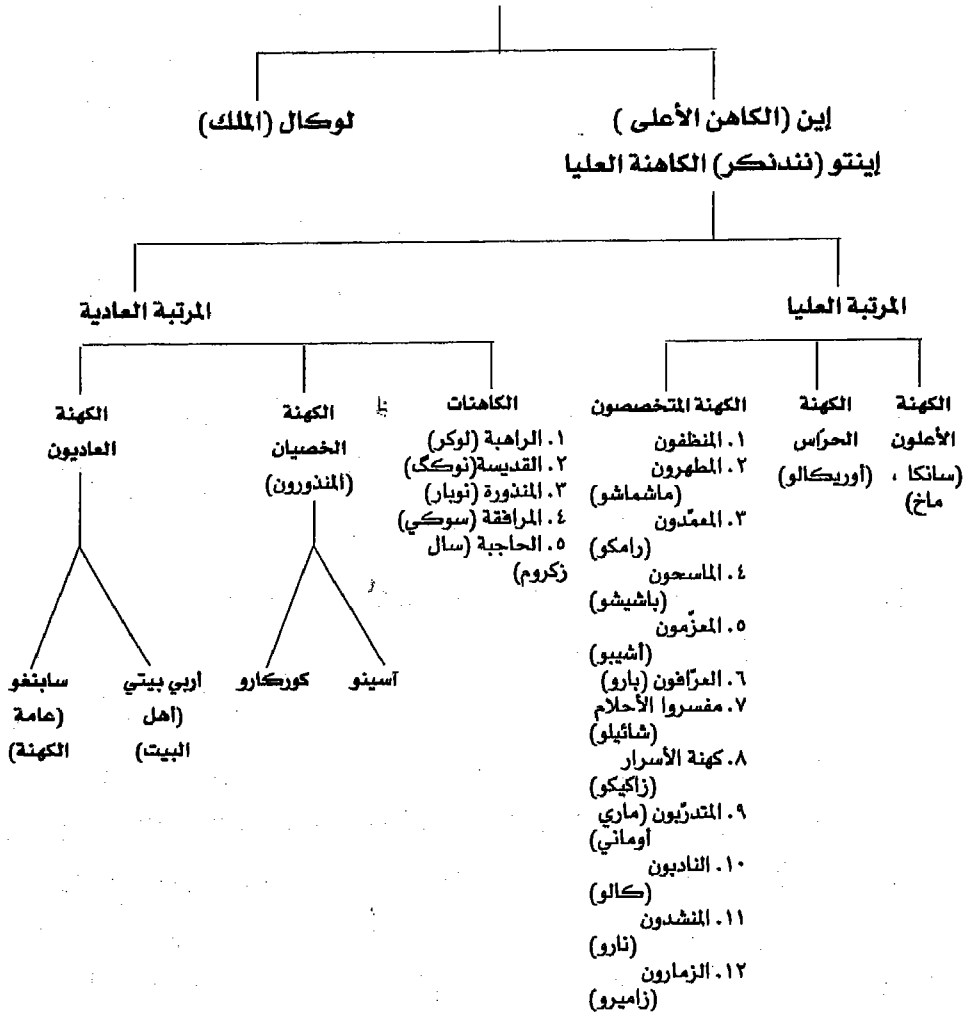 إين (الكاهن الأعلى )
إينتو (نندنكر) الكاهنة العليا
لوكال (الملك)
المرتبة العليا
المرتبة العادية
الكهنة
الأعلون
(سانكا ،
ماخ)
الكهنة
الحرّاس
(أوريكالو)
الكهنة المتخصصون
١. المنظفون
٢. المطهرون
(ماشماشو)
٣. المعمّدون
(رامكو)
٤. الماسحون
(باشيشو)
٥. المعزّمون
(أشيبو)
٦. العرّافون (بارو)
٧. مفسروا الأحلام
(شائيلو)
٨. كهنة الأسرار
(زاكيكو)
٩. المتدرّبون (ماري
أوماني)
١٠. النادبون
(كالو)
١١. المنشدون
(نارو)
١٢. الزمارون
(زاميرو)
الكاهنات
١. الراهبة (لوكر)
٢. القديسة(نوكگ)
٣. المنذورة (نوبار)
٤. المرافقة (سوكي)
٥. الحاجبة (سال
زكروم)
الكهنة
الخصيان
(المنذورون)
آسينو
كوركارو
الكهنة
العاديون
أربي بيتي
(أهل
البيت)
سابنغو
(عامة
الكهنة)